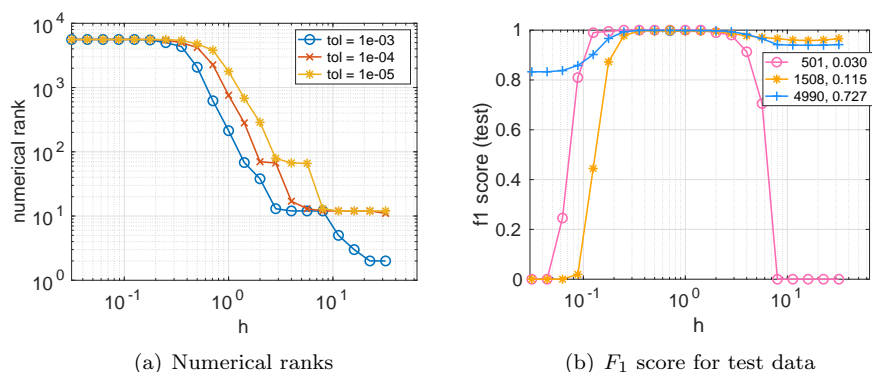 10^4
10^3
10^2
10^1
10^0
numerical rank
tol = 1e-03
tol = 1e-04
tol = 1e-05
10^-1
10^0
10^1
h
(a) Numerical ranks
1
0.8
0.6
0.4
0.2
0
f1 score (test)
501, 0.030
1508, 0.115
4990, 0.727
10^-1
10^0
10^1
h
(b) F_1 score for test data